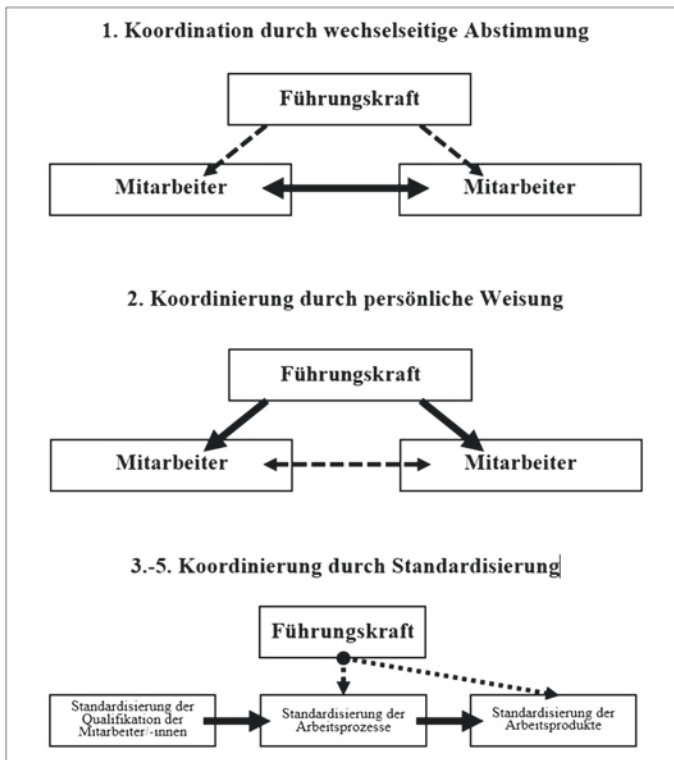 1. Koordination durch wechselseitige Abstimmung
Führungskraft
Mitarbeiter
Mitarbeiter
2. Koordinierung durch persönliche Weisung
Führungskraft
Mitarbeiter
Mitarbeiter
3.-5. Koordinierung durch Standardisierung
Führungskraft
Standardisierung der
Qualifikation der
Mitarbeiter/-innen
Standardisierung der
Arbeitsprozesse
Standardisierung der
Arbeitsprodukte